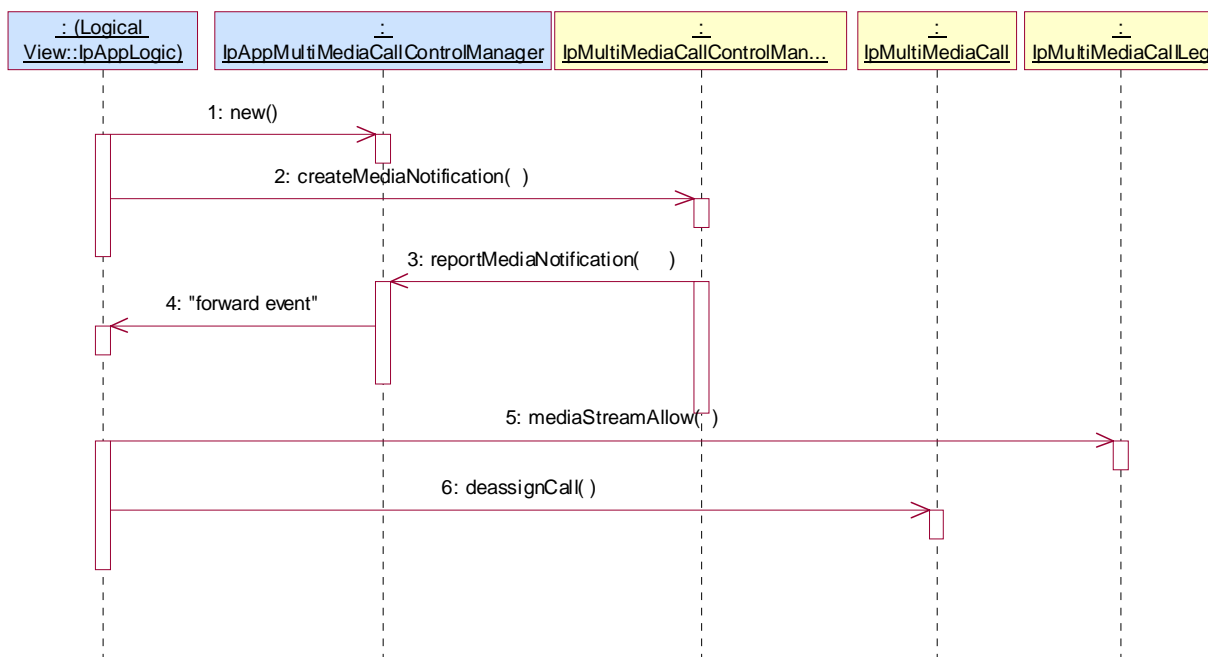 : (Logical
View::IpAppLogic)
:
IpAppMultiMediaCallControlManager
:
IpMultiMediaCallControlMan...
:
IpMultiMediaCall
:
IpMultiMediaCallLeg
1: new()
2: createMediaNotification( )
3: reportMediaNotification( )
4: "forward event"
5: mediaStreamAllow( )
6: deassignCall( )